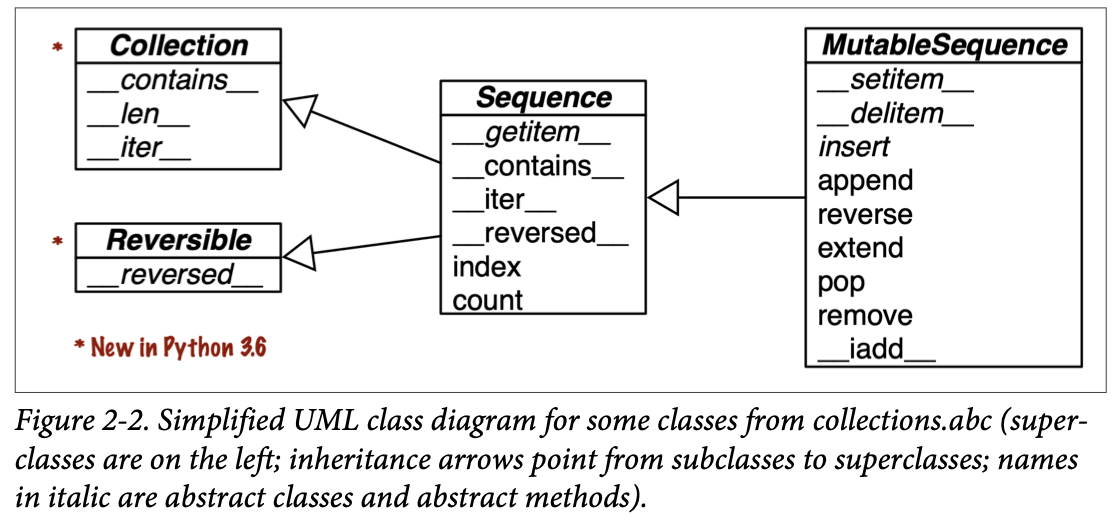 * Collection
__contains__
__len__
__iter__
* Reversible
__reversed__
* New in Python 3.6
Sequence
__getitem__
__contains__
__iter__
__reversed__
index
count
MutableSequence
__setitem__
__delitem__
insert
append
reverse
extend
pop
remove
__iadd__
Figure 2-2. Simplified UML class diagram for some classes from collections.abc (super-
classes are on the left; inheritance arrows point from subclasses to superclasses; names
in italic are abstract classes and abstract methods).